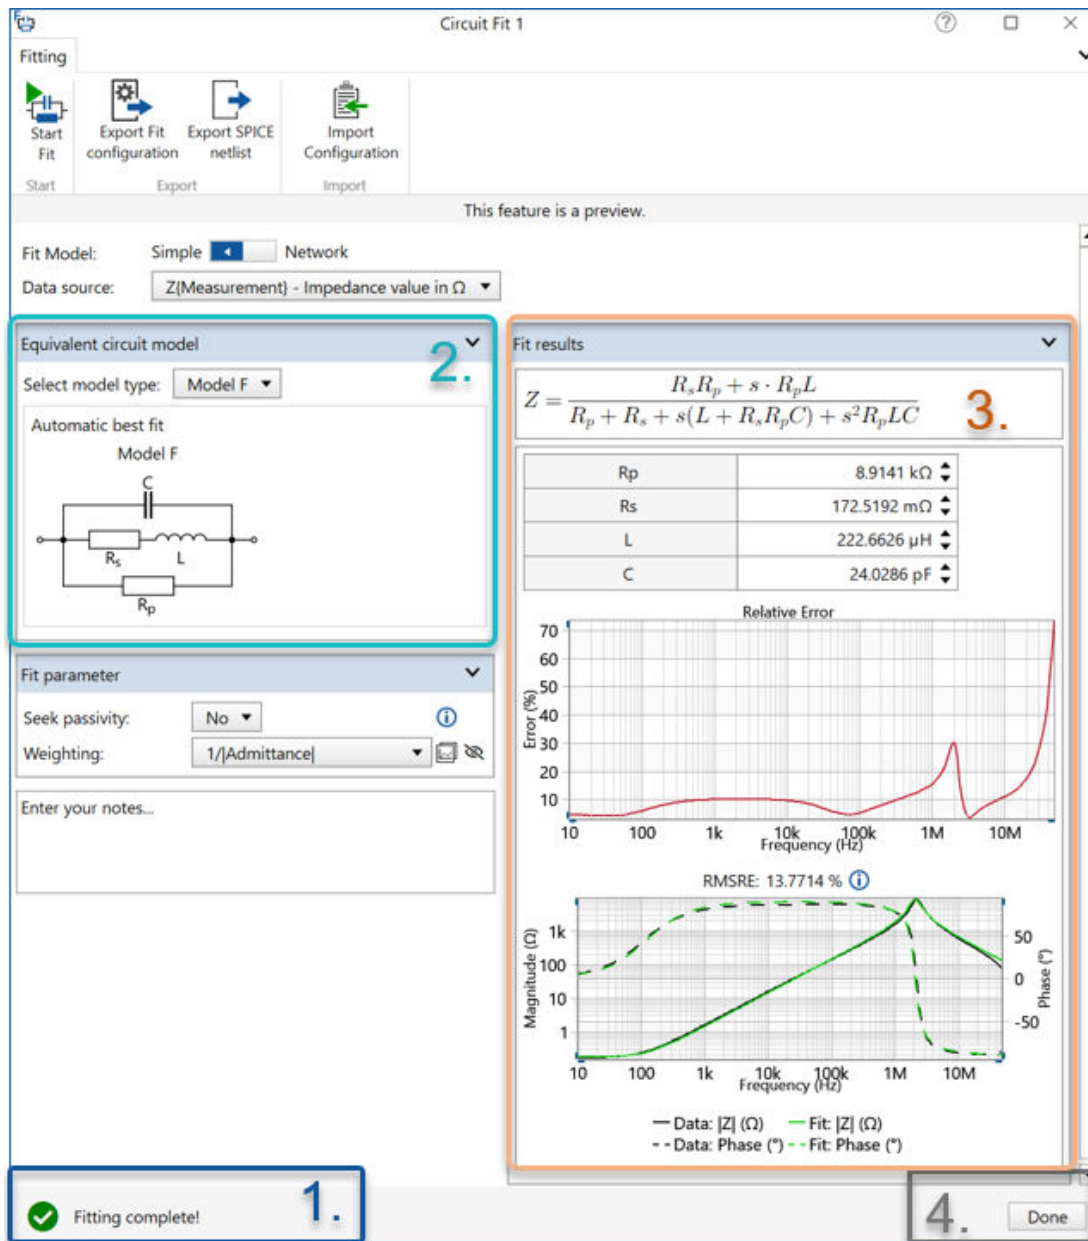 Circuit Fit 1
Fitting
Start Fit
Export Fit configuration
Export SPICE netlist
Import Configuration
Start
Export
Import
This feature is a preview.
Fit Model: Simple Network
Data source: Z{Measurement} - Impedance value in Ω
Equivalent circuit model
2.
Select model type: Model F
Automatic best fit
Model F
C
Rs L
Rp
Fit parameter
Seek passivity: No
Weighting: 1/|Admittance|
Enter your notes...
Fit results
Z = RsRp + s · RpL / Rp + Rs + s(L + RsRpC) + s²RpLC
3.
Rp 8.9141 kΩ
Rs 172.5192 mΩ
L 222.6626 µH
C 24.0286 pF
Relative Error
Error (%)
70
60
50
40
30
20
10
10 100 1k 10k 100k 1M 10M
Frequency (Hz)
RMSRE: 13.7714 %
Magnitude (Ω)
1k
100
10
1
Phase (°)
50
0
-50
10 100 1k 10k 100k 1M 10M
Frequency (Hz)
Data: |Z| (Ω) Fit: |Z| (Ω)
Data: Phase (°) Fit: Phase (°)
Fitting complete!
1.
4.
Done